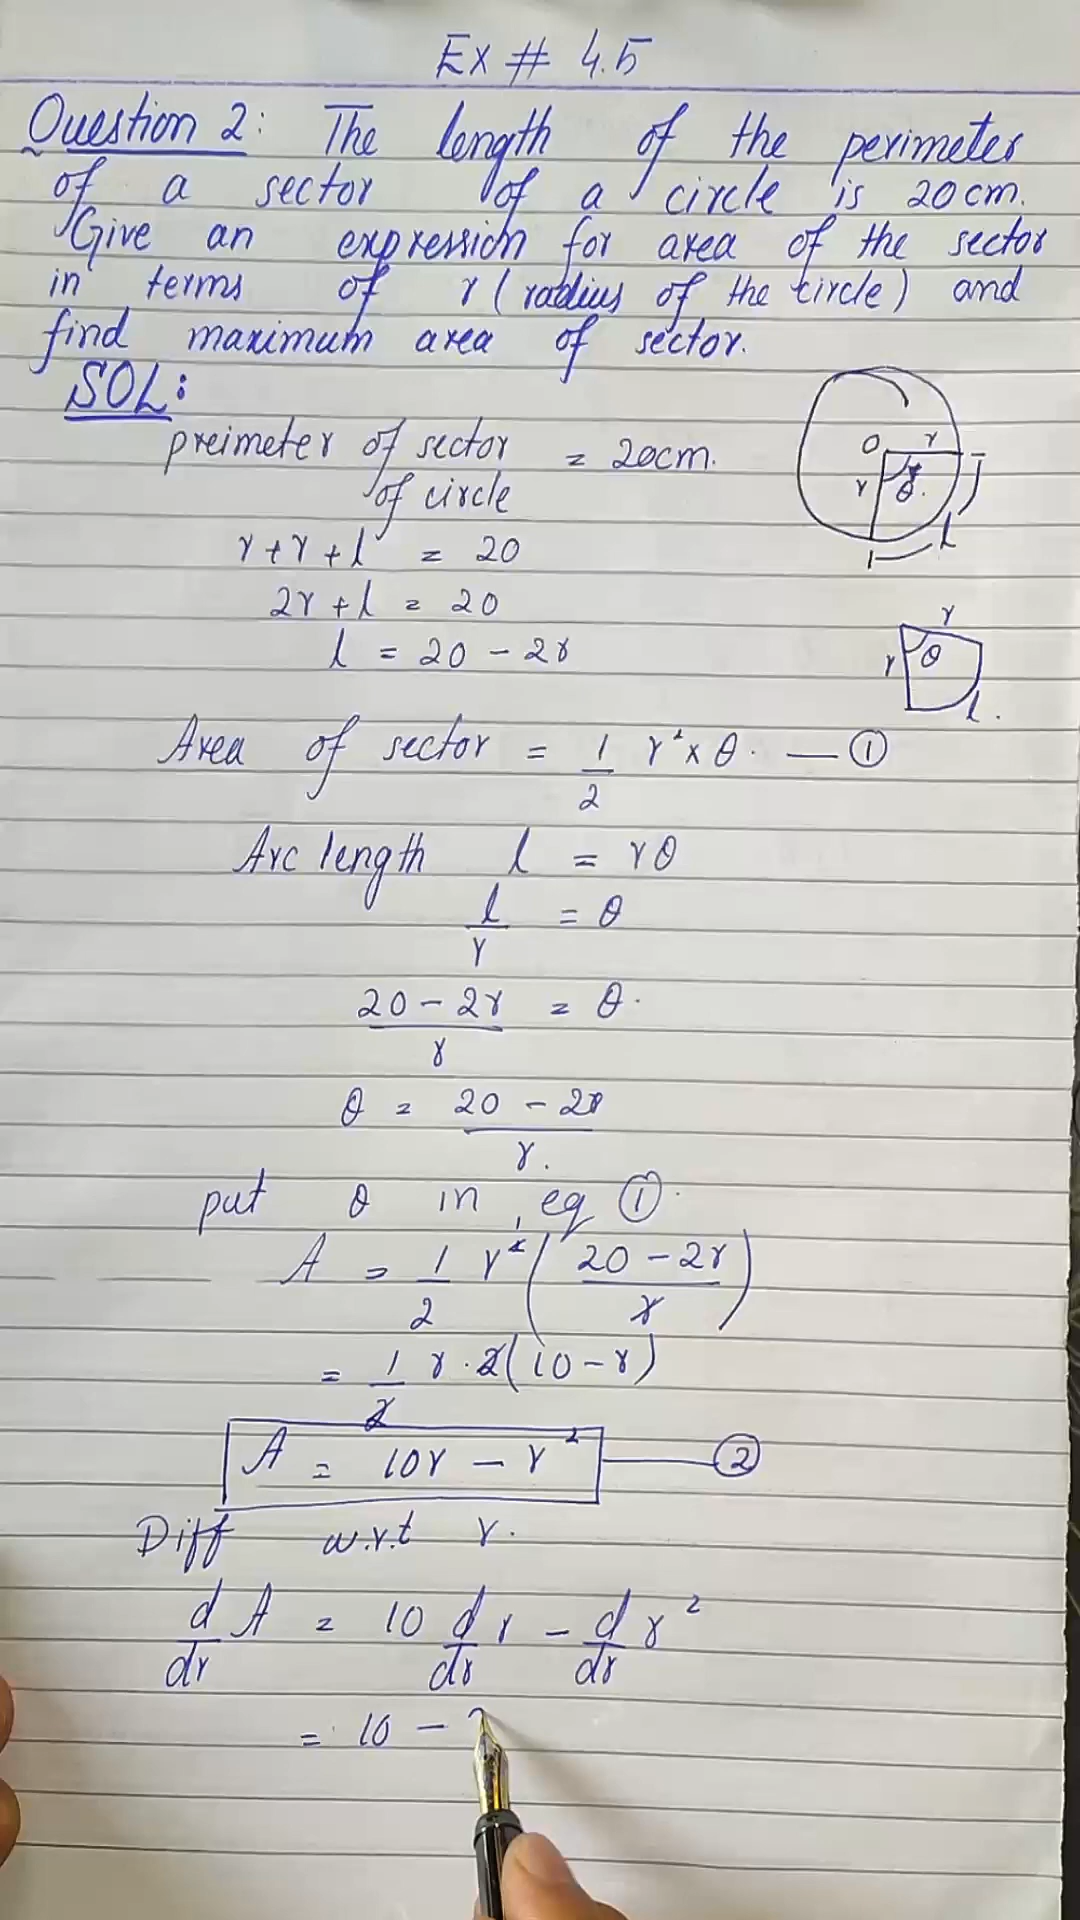 Ex # 4.5
Question 2: The length of the perimeter
of a sector of a circle is 20cm.
Give an expression for area of the sector
in terms of r (radius of the circle) and
find maximum area of sector.
SOL:
preimeter of sector = 20cm.
of circle
r + r + l = 20
2r + l = 20
l = 20 - 2r
O r
r θ.
l
r
r θ
l.
Area of sector = 1/2 r² × θ. — ①
Arc length l = rθ
l/r = θ
20 - 2r / r = θ.
θ = 20 - 2r / r.
put θ in eq ①.
A = 1/2 r² ( 20 - 2r / r )
= 1/2 r . 2 (10 - r)
A = 10r - r² — ②
Diff w.r.t r.
d/dr A = 10 d/dr r - d/dr r²
= 10 -